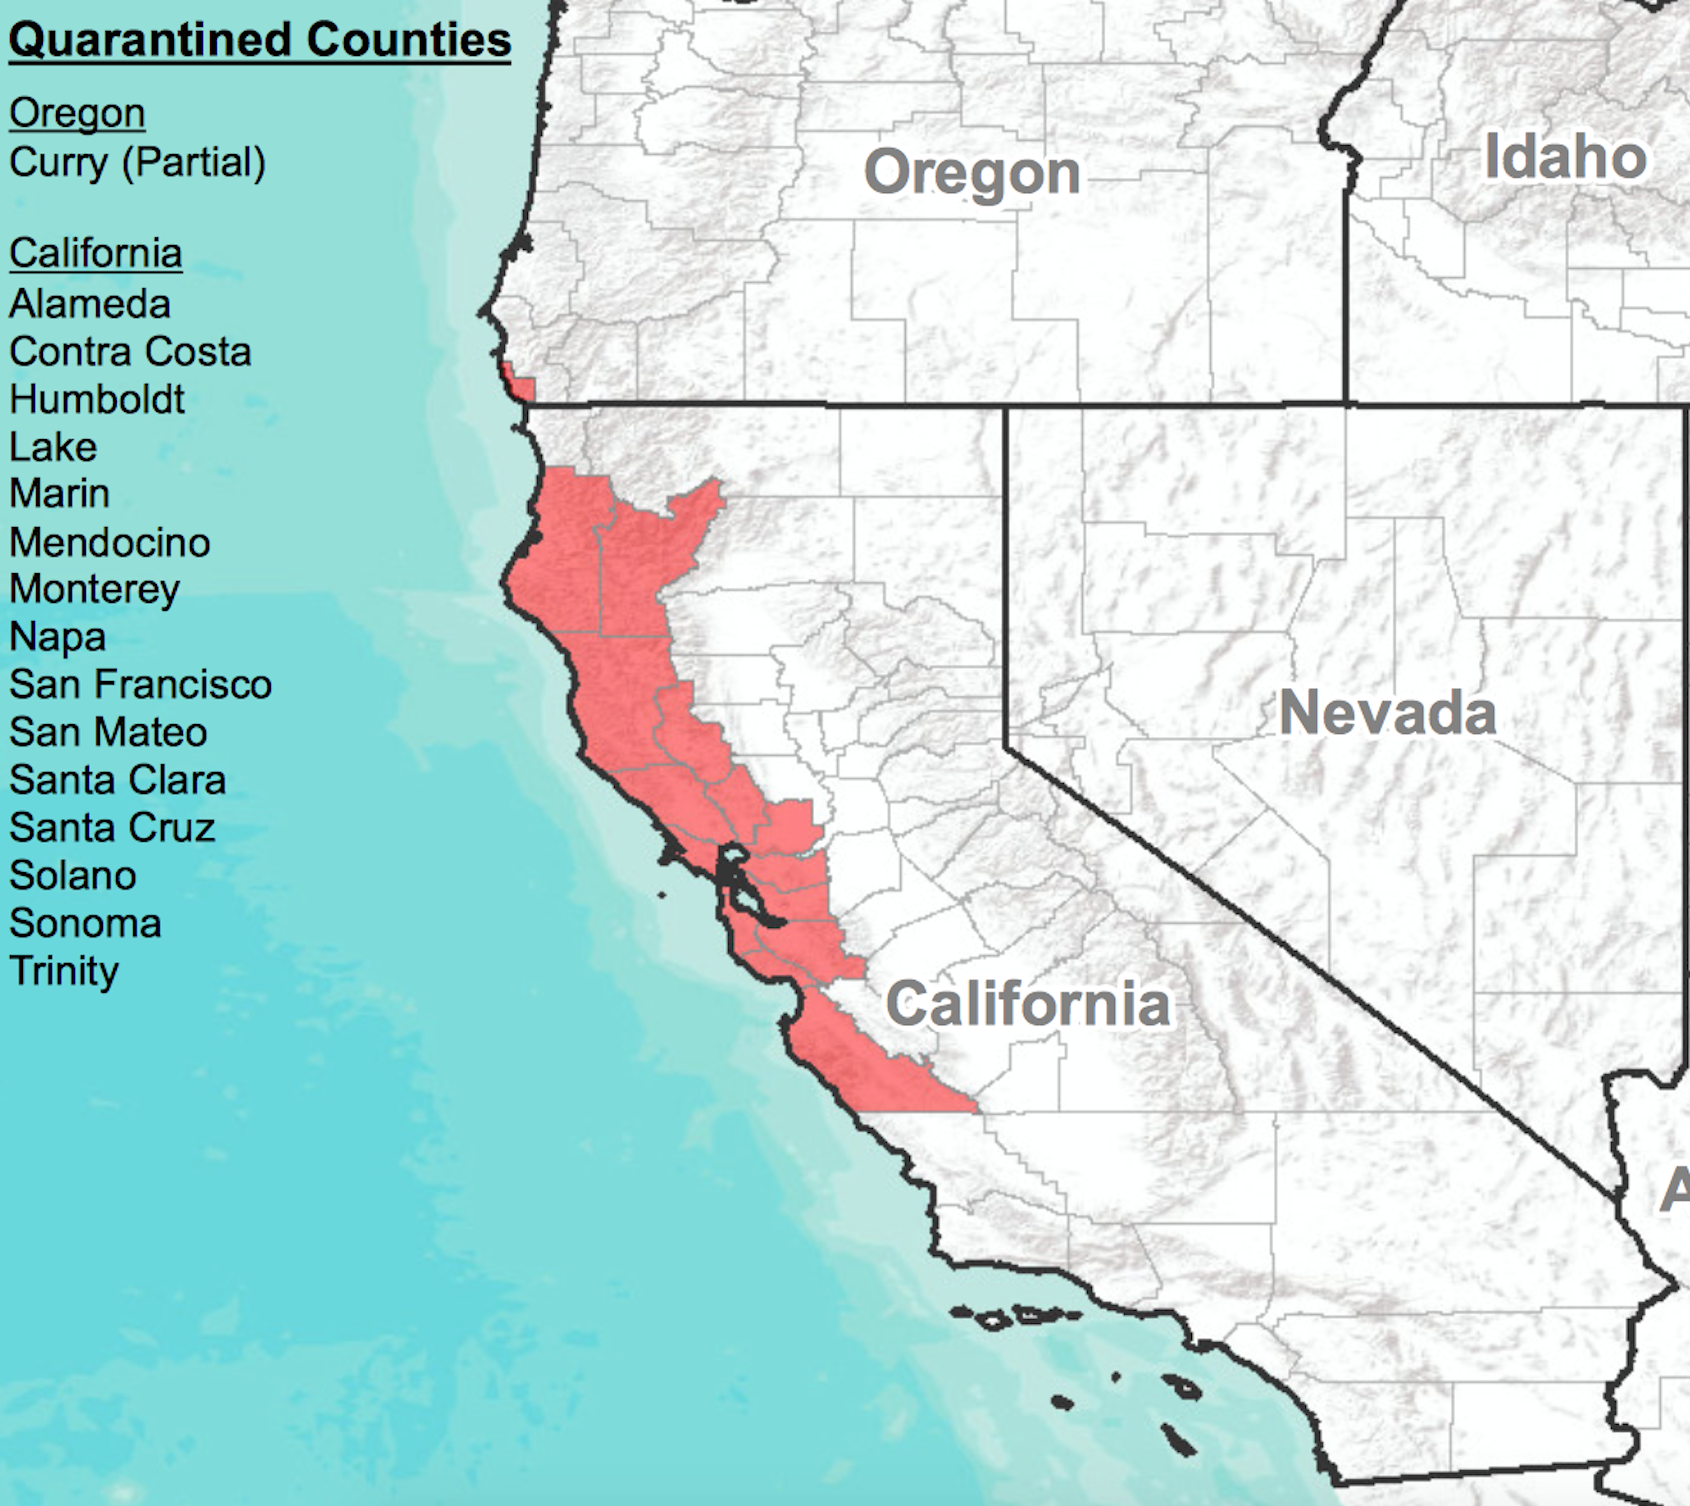 Quarantined Counties
Oregon
Curry (Partial)
California
Alameda
Contra Costa
Humboldt
Lake
Marin
Mendocino
Monterey
Napa
San Francisco
San Mateo
Santa Clara
Santa Cruz
Solano
Sonoma
Trinity
Oregon
Idaho
Nevada
California
A